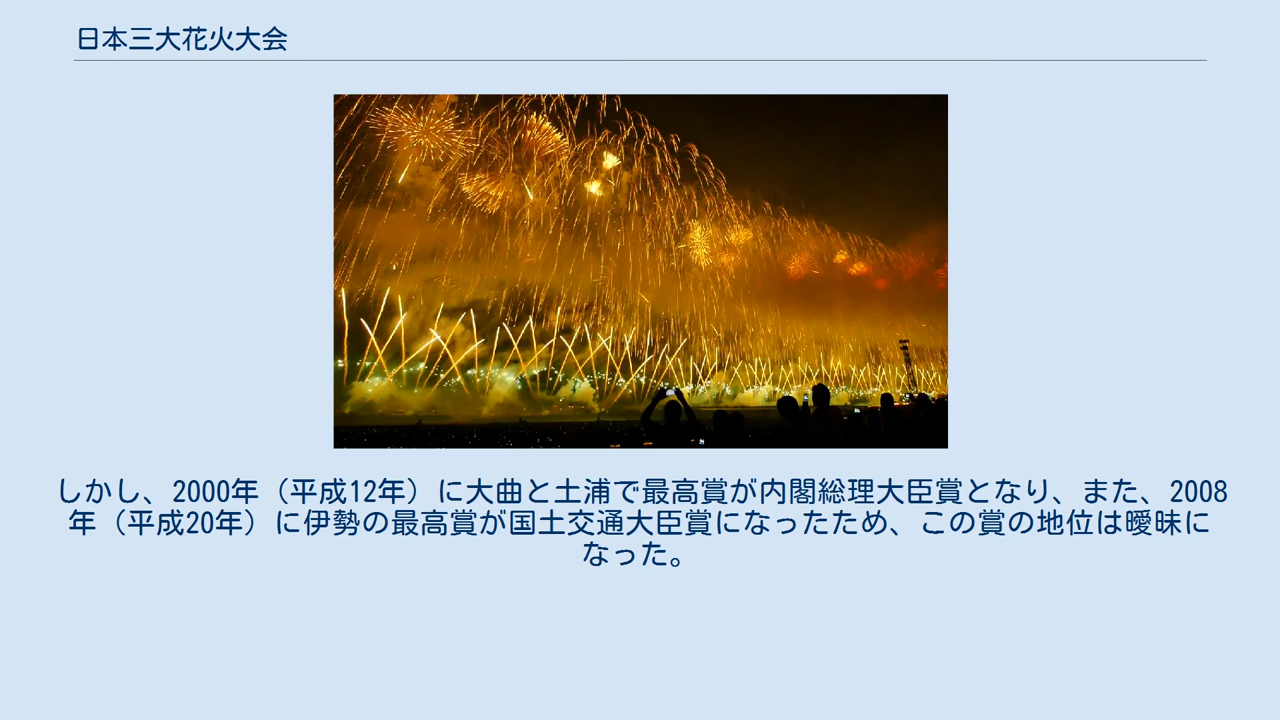 日本三大花火大会
しかし、2000年（平成12年）に大曲と土浦で最高賞が内閣総理大臣賞となり、また、2008
年（平成20年）に伊勢の最高賞が国土交通大臣賞になったため、この賞の地位は曖昧に
なった。